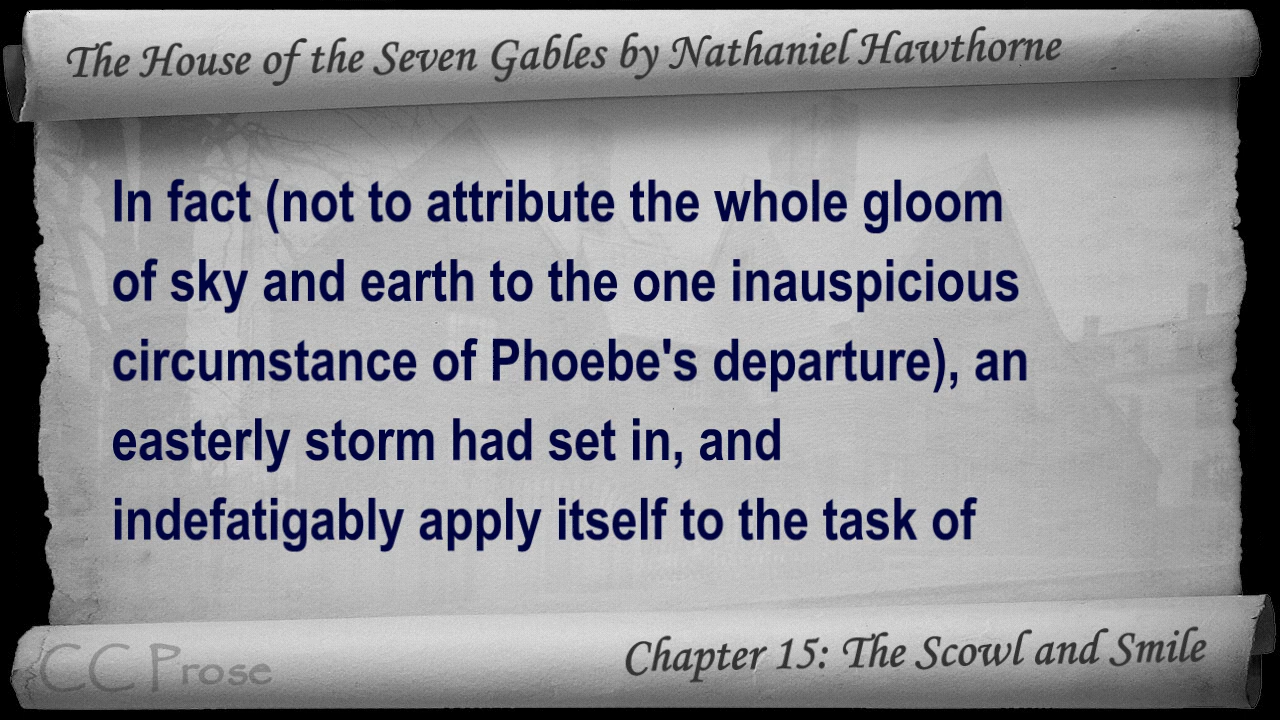 The House of the Seven Gables by Nathaniel Hawthorne
In fact (not to attribute the whole gloom
of sky and earth to the one inauspicious
circumstance of Phoebe's departure), an
easterly storm had set in, and
indefatigably apply itself to the task of
CC Prose
Chapter 15: The Scowl and Smile